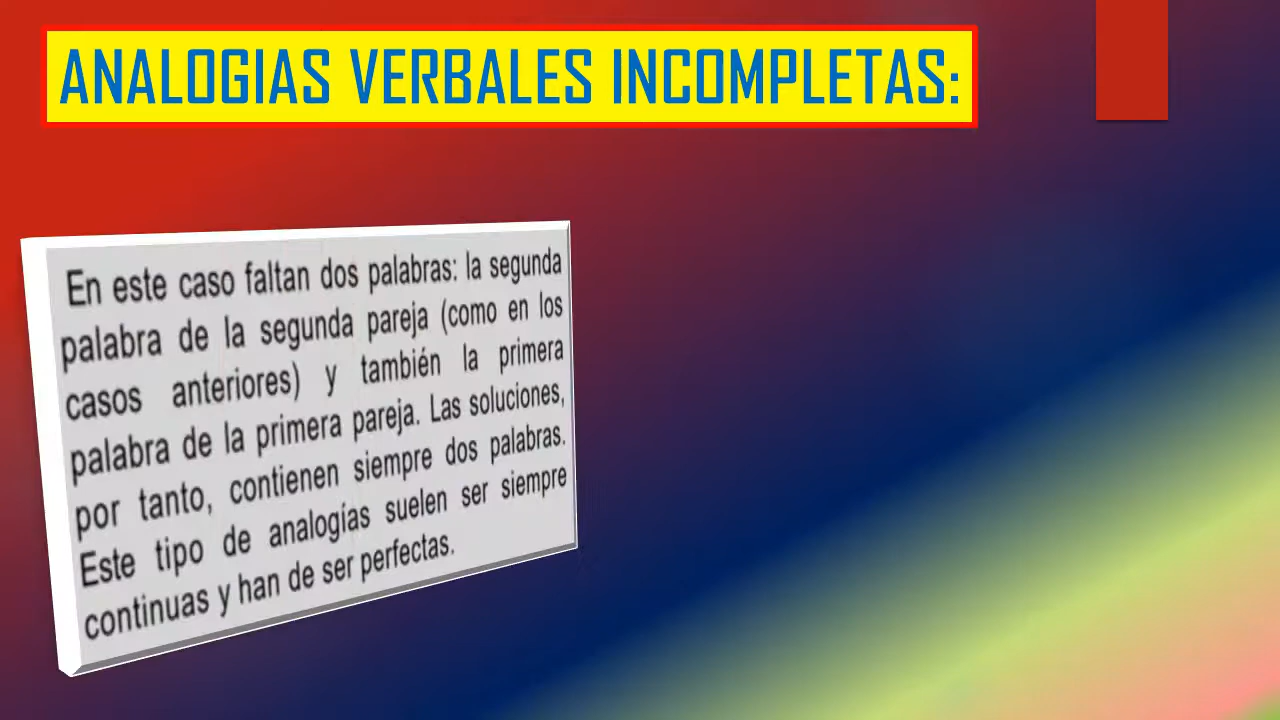 ANALOGIAS VERBALES INCOMPLETAS:
En este caso faltan dos palabras: la segunda
palabra de la segunda pareja (como en los
casos anteriores) y también la primera
palabra de la primera pareja. Las soluciones,
por tanto, contienen siempre dos palabras.
Este tipo de analogías suelen ser siempre
continuas y han de ser perfectas.